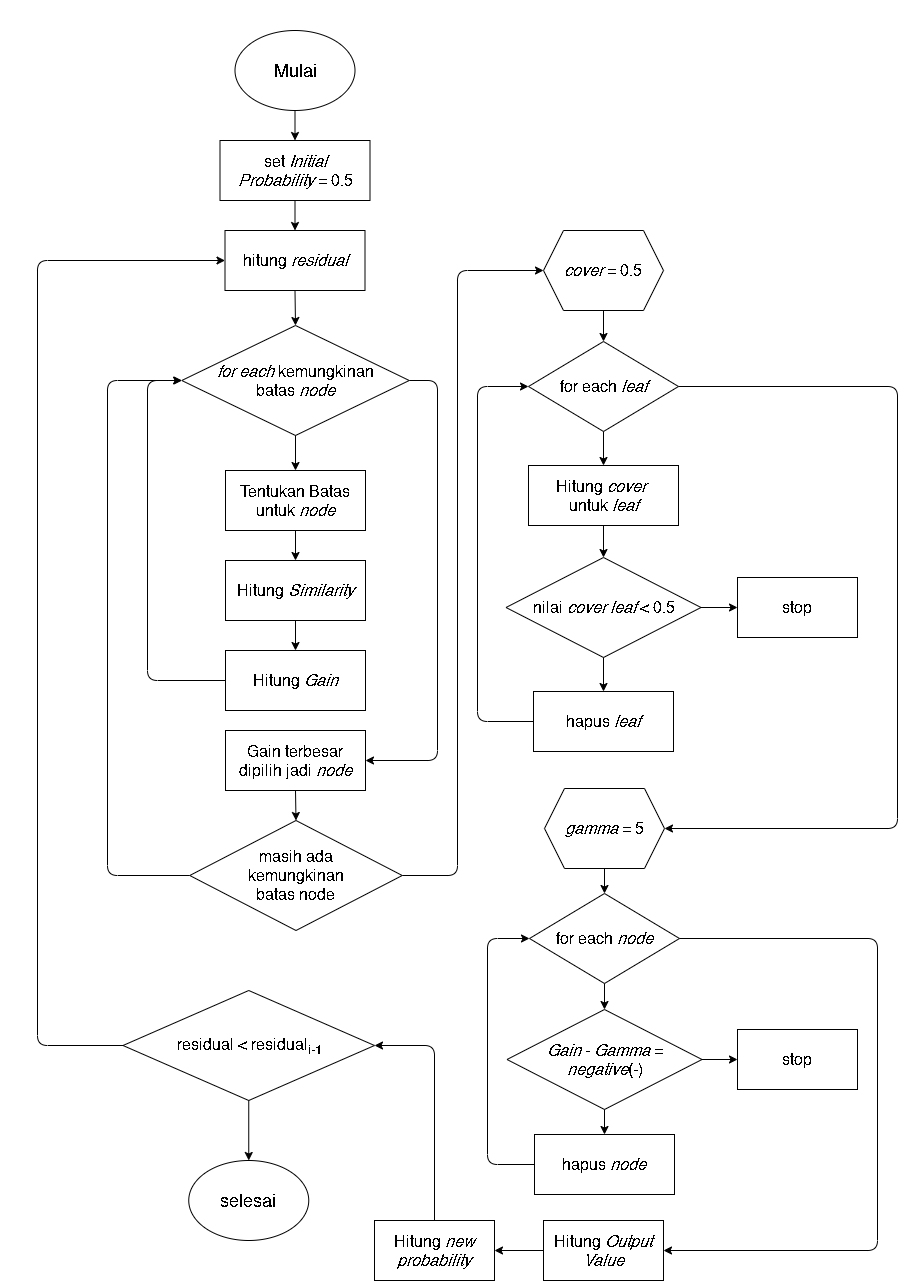 Mulai
set Initial
Probability = 0.5
hitung residual
for each kemungkinan
batas node
Tentukan Batas
untuk node
Hitung Similarity
Hitung Gain
Gain terbesar
dipilih jadi node
masih ada
kemungkinan
batas node
cover = 0.5
for each leaf
Hitung cover
untuk leaf
nilai cover leaf < 0.5
stop
hapus leaf
gamma = 5
for each node
Gain - Gamma =
negative(-)
stop
hapus node
Hitung Output
Value
Hitung new
probability
residual < residual i-1
selesai